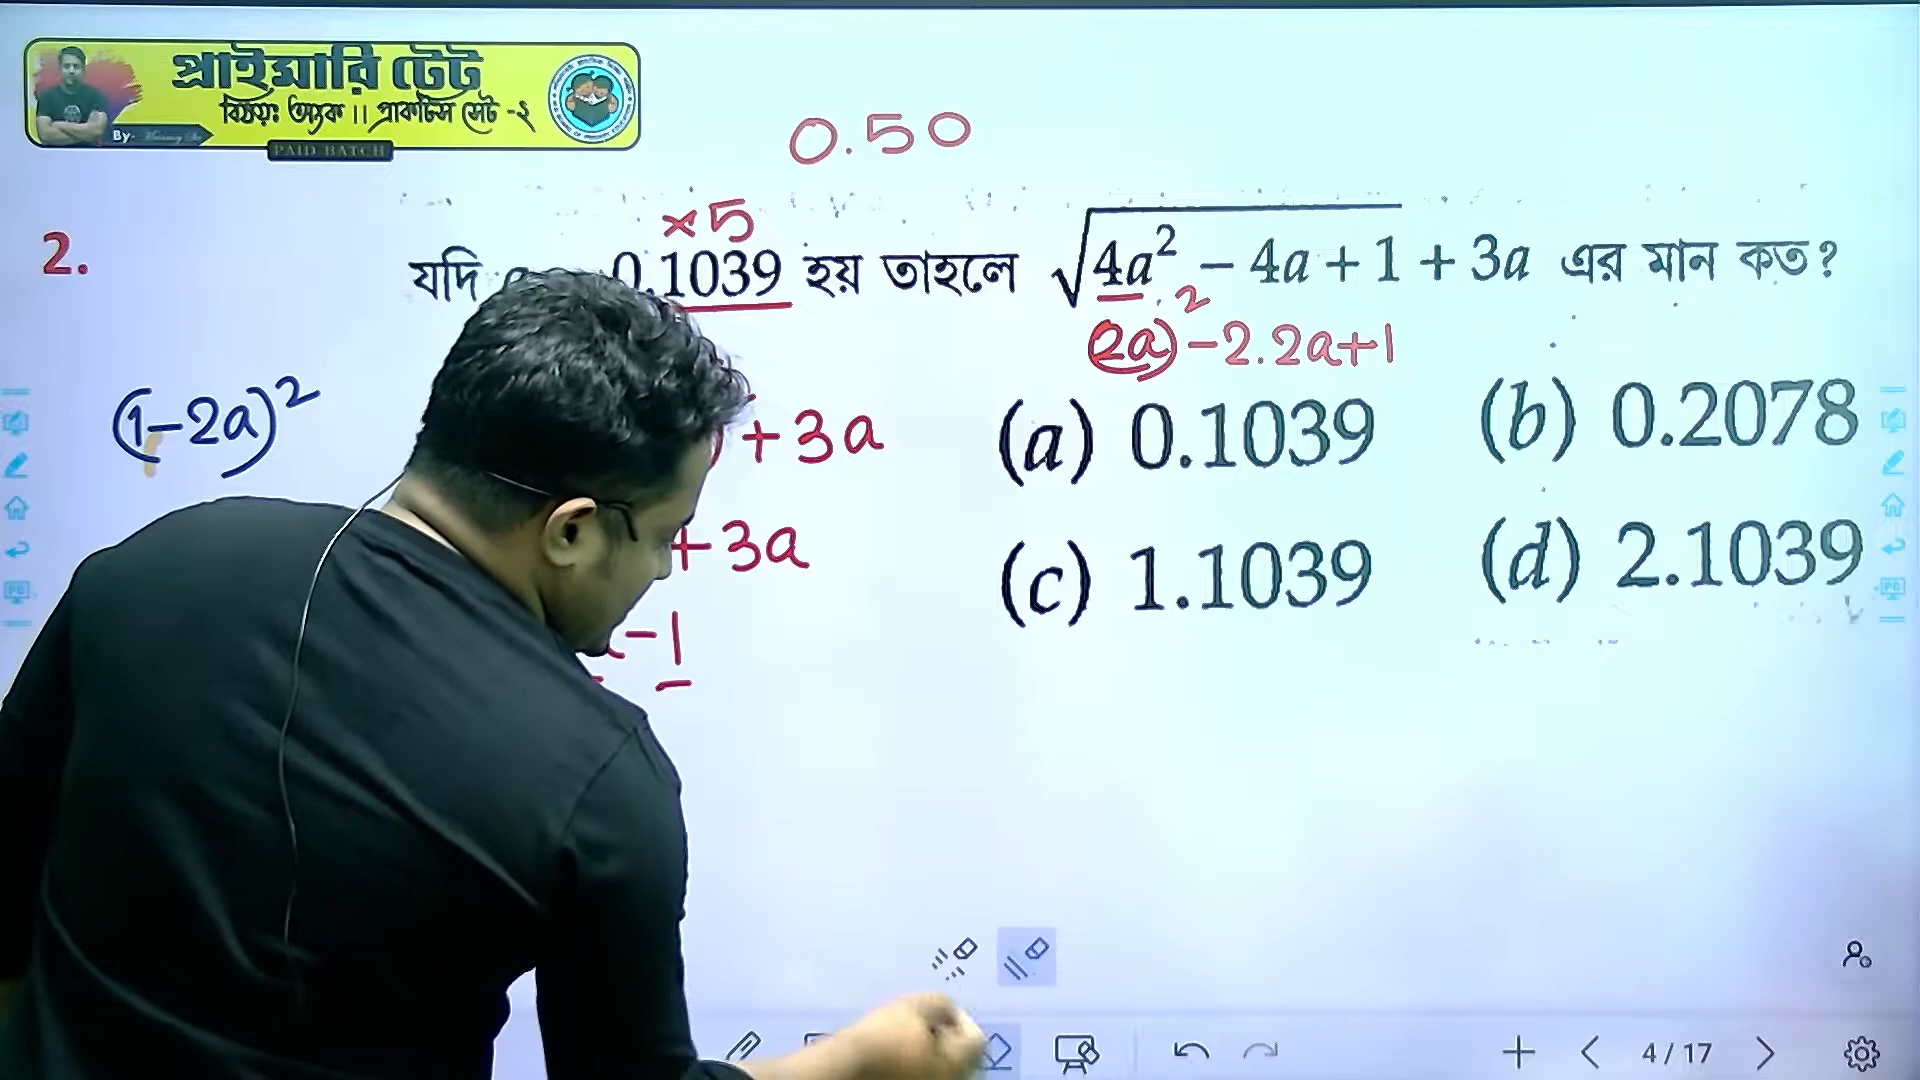 প্রাইমারি টেট
বিষয়ঃ অঙ্ক ।। প্রাকটিস সেট -২
By-
PAID BATCH
0.50
×5
2.
যদি 0.1039 হয় তাহলে √4a² − 4a + 1 + 3a এর মান কত?
(2a)² − 2.2a+1
(1−2a)²
+3a
(a) 0.1039 (b) 0.2078
+3a
(c) 1.1039 (d) 2.1039
−1
4 / 17